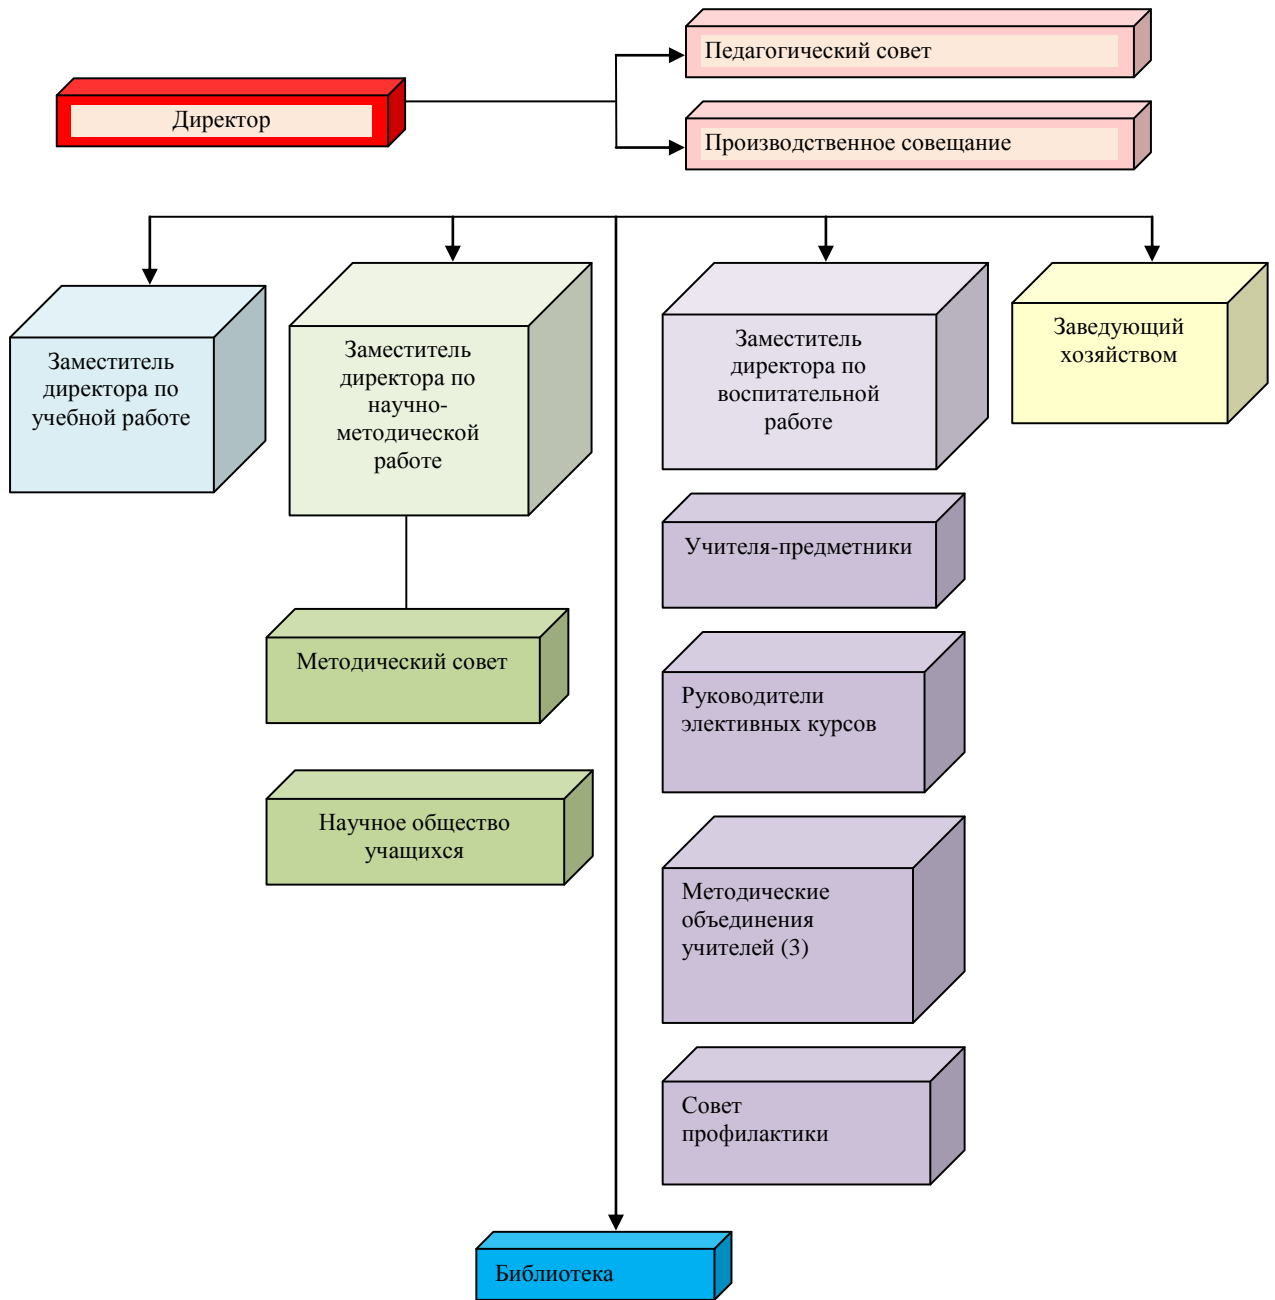 Педагогический совет
Директор
Производственное совещание
Заместитель
директора по
учебной работе
Заместитель
директора по
научно-
методической
работе
Заместитель
директора по
воспитательной
работе
Заведующий
хозяйством
Учителя-предметники
Методический совет
Руководители
элективных курсов
Научное общество
учащихся
Методические
объединения
учителей (3)
Совет
профилактики
Библиотека